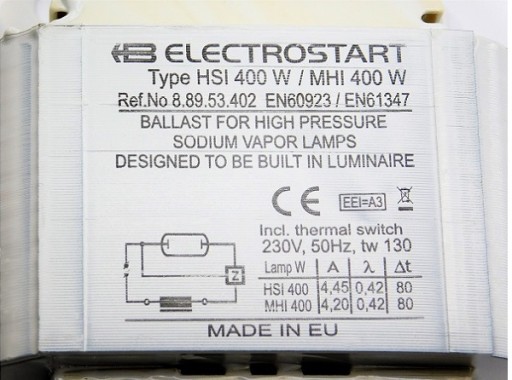 ELECTROSTART
Type HSI 400 W / MHI 400 W
Ref.No 8.89.53.402 EN60923 / EN61347
BALLAST FOR HIGH PRESSURE
SODIUM VAPOR LAMPS
DESIGNED TO BE BUILT IN LUMINAIRE
CE EEI=A3
Incl. thermal switch
230V, 50Hz, tw 130
Z
Lamp W A λ Δt
HSI 400 4,45 0,42 80
MHI 400 4,20 0,42 80
MADE IN EU